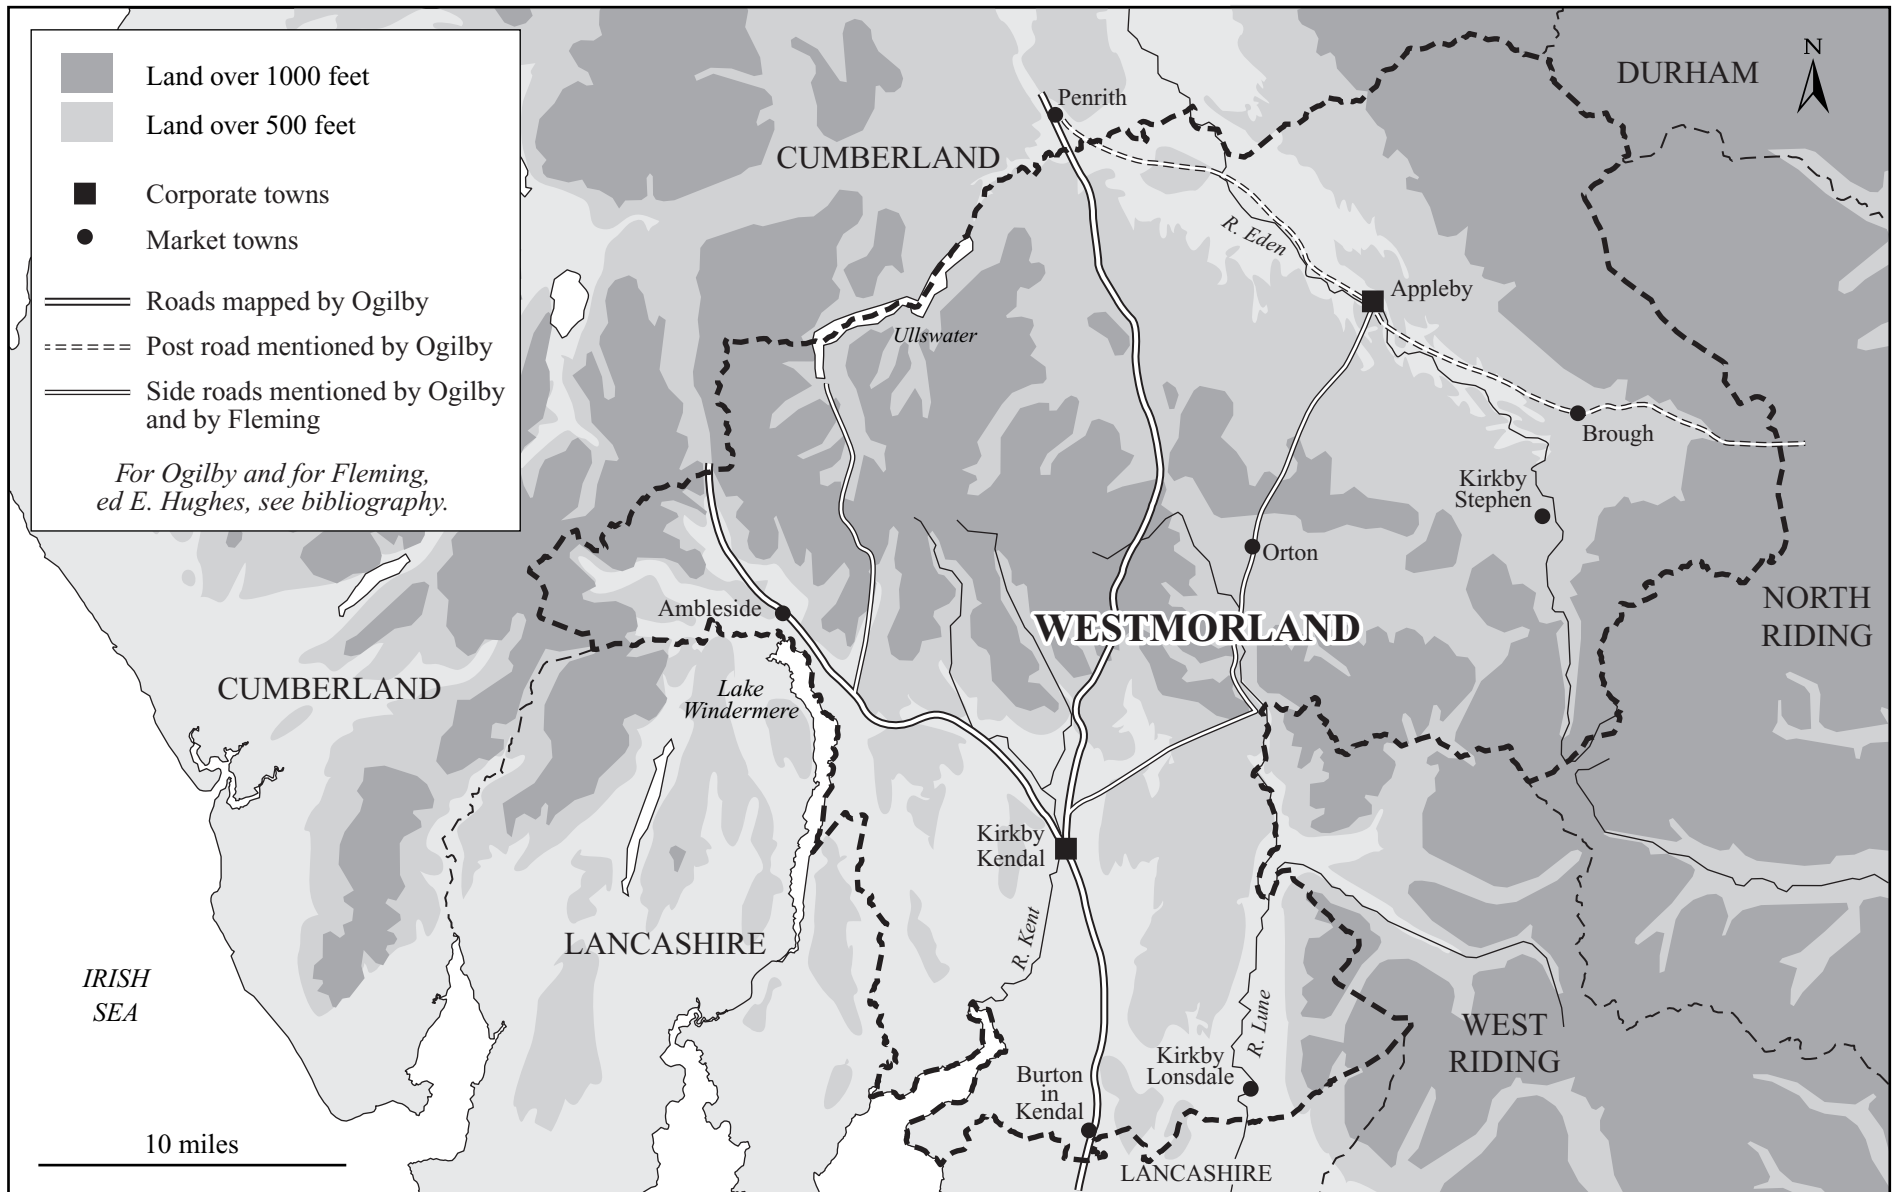 Land over 1000 feet
Land over 500 feet
Corporate towns
Market towns
Roads mapped by Ogilby
Post road mentioned by Ogilby
Side roads mentioned by Ogilby
and by Fleming
For Ogilby and for Fleming,
ed E. Hughes, see bibliography.
N
DURHAM
Penrith
CUMBERLAND
R. Eden
Appleby
Ullswater
Brough
Kirkby
Stephen
Orton
Ambleside
WESTMORLAND
NORTH
RIDING
CUMBERLAND
Lake
Windermere
Kirkby
Kendal
LANCASHIRE
R. Kent
IRISH
SEA
R. Lune
WEST
RIDING
Kirkby
Lonsdale
Burton
in
Kendal
10 miles
LANCASHIRE